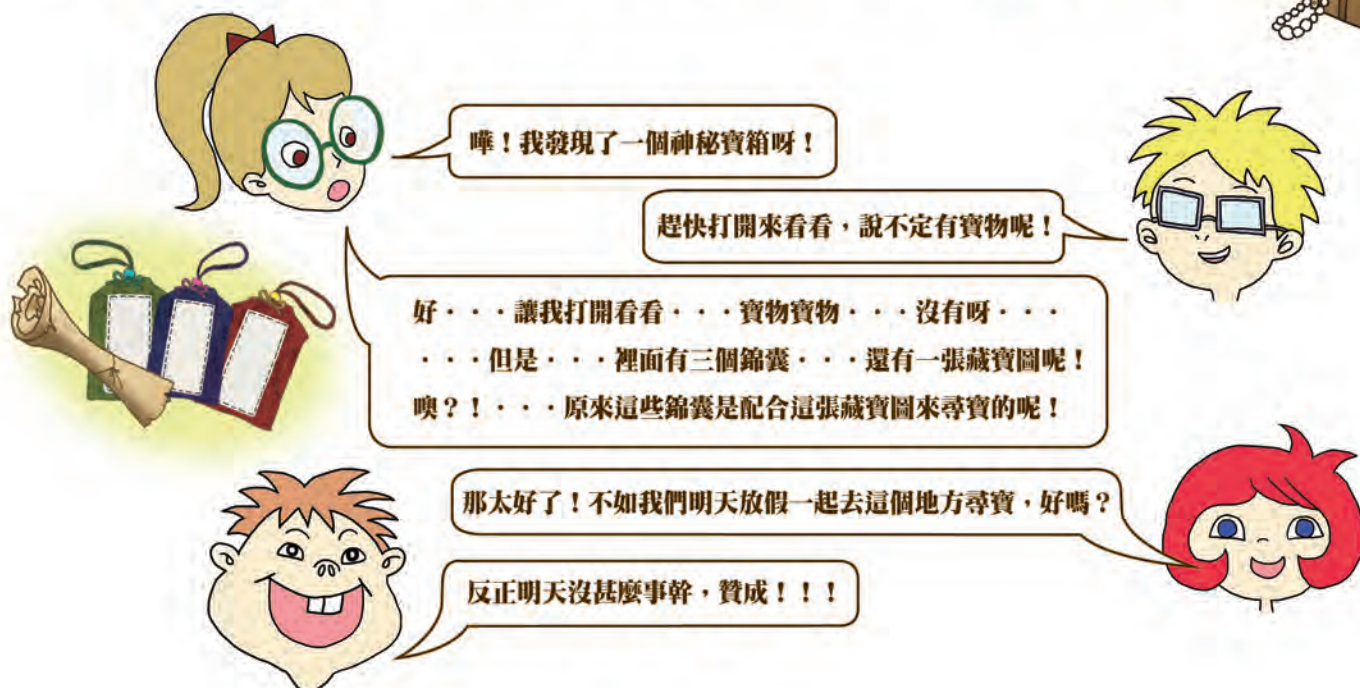 嘩！我發現了一個神秘寶箱呀！
趕快打開來看看，說不定有寶物呢！
好・・・讓我打開看看・・・寶物寶物・・・沒有呀・・・
・・・但是・・・裡面有三個錦囊・・・還有一張藏寶圖呢！
噢？！・・・原來這些錦囊是配合這張藏寶圖來尋寶的呢！
那太好了！不如我們明天放假一起去這個地方尋寶，好嗎？
反正明天沒甚麼事幹，贊成！！！